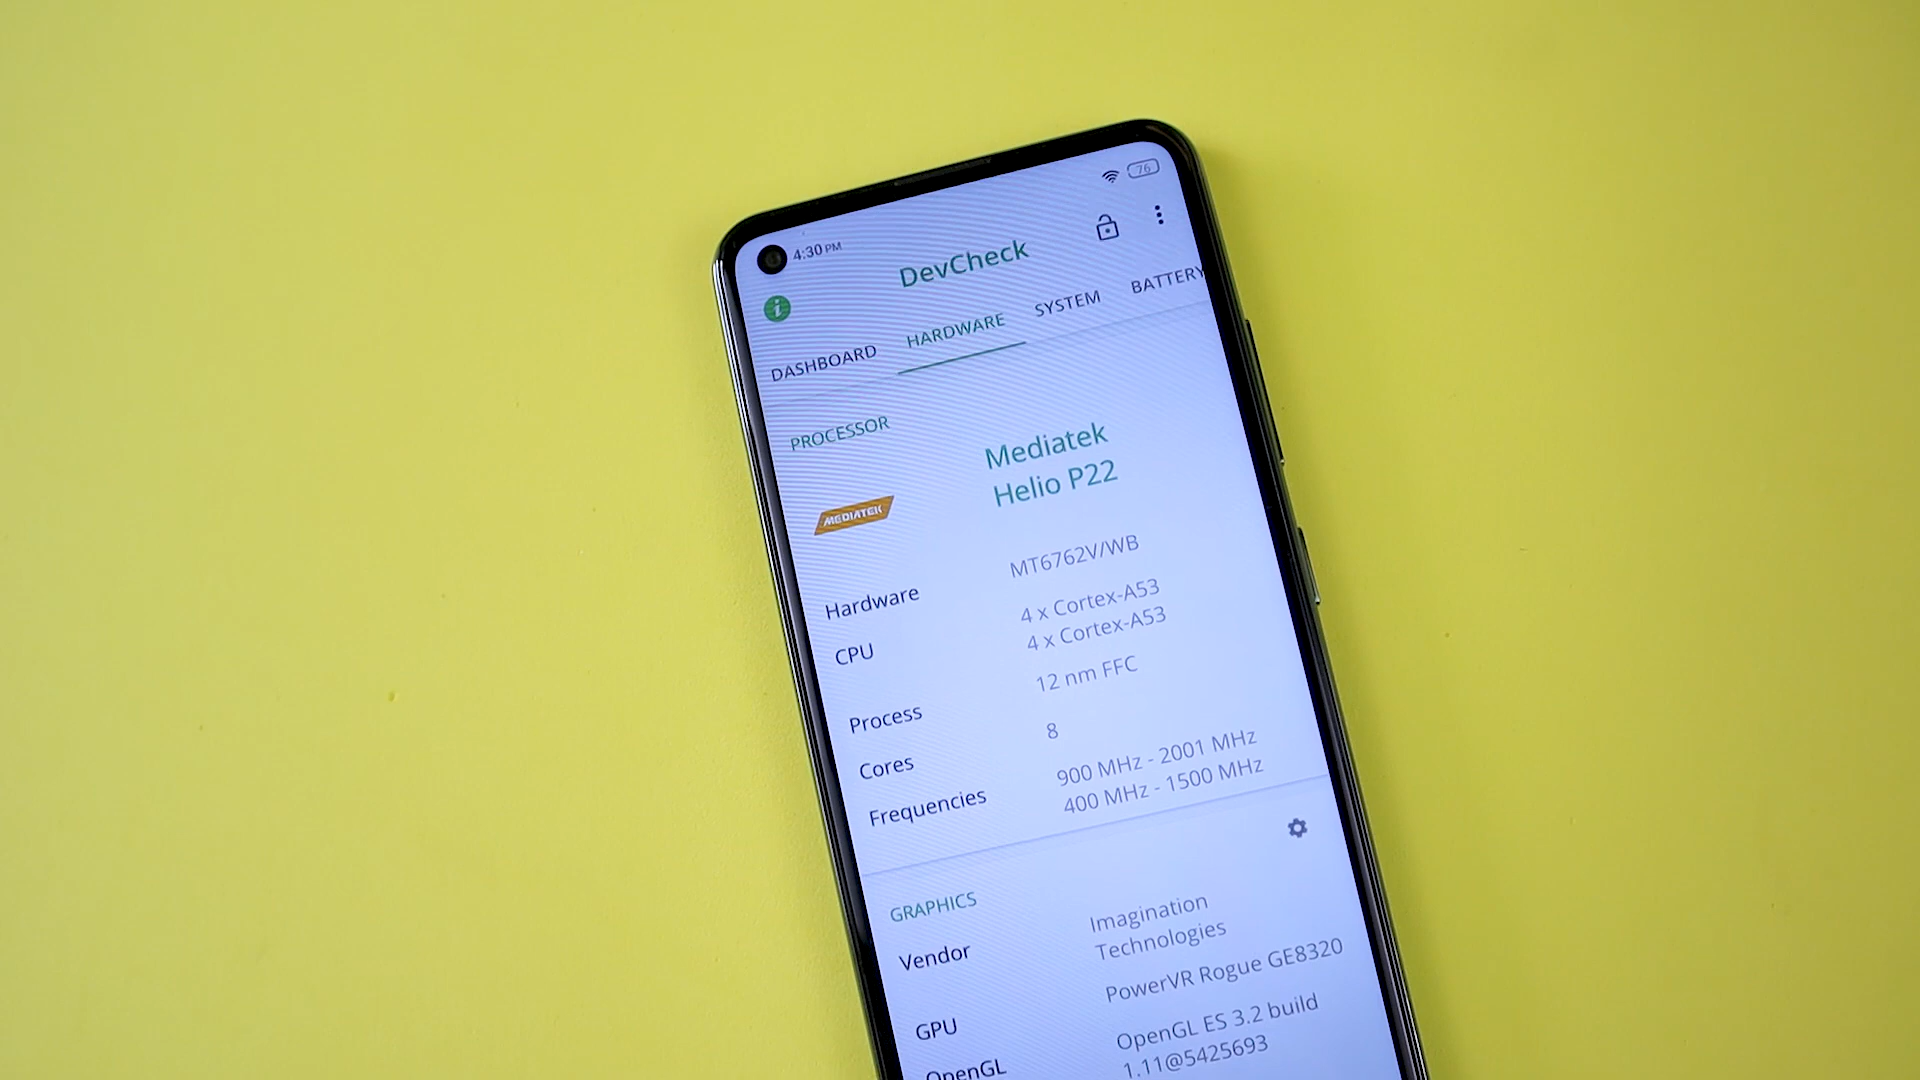 4:30 PM
76
DevCheck
DASHBOARD HARDWARE SYSTEM BATTERY
PROCESSOR
Mediatek
Helio P22
MEDIATEK
Hardware MT6762V/WB
CPU 4 x Cortex-A53
4 x Cortex-A53
Process 12 nm FFC
Cores 8
Frequencies 900 MHz - 2001 MHz
400 MHz - 1500 MHz
GRAPHICS
Vendor Imagination
Technologies
GPU PowerVR Rogue GE8320
OpenGL OpenGL ES 3.2 build
1.11@5425693